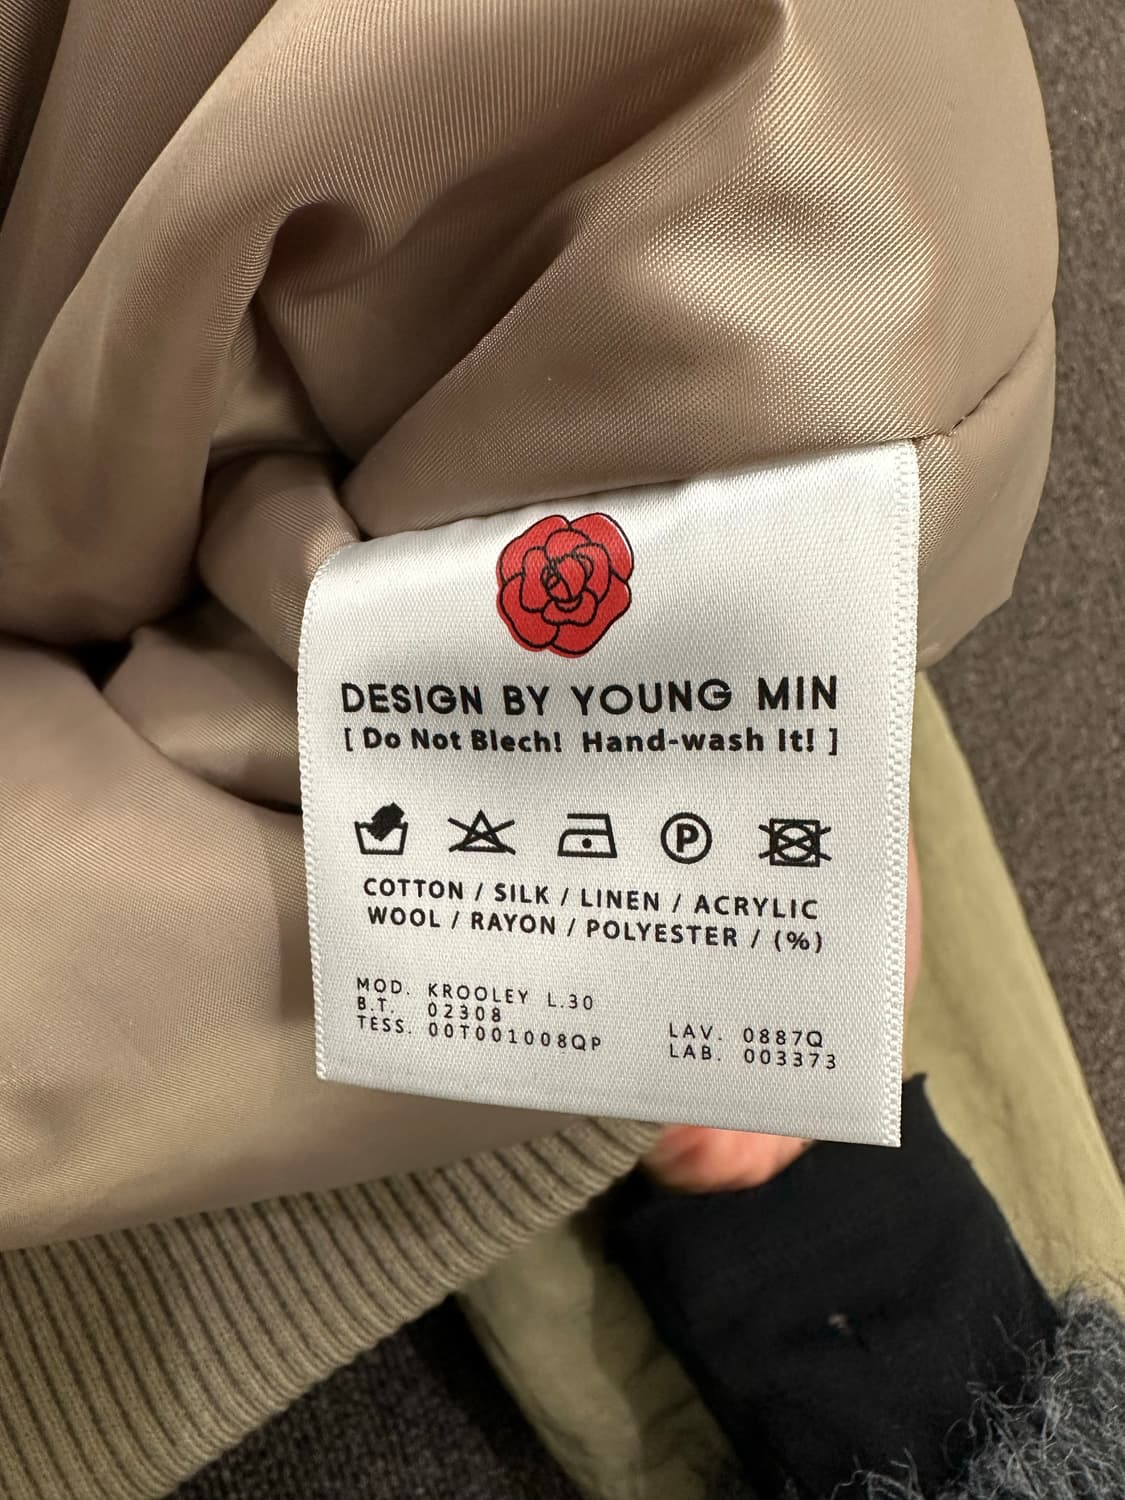 DESIGN BY YOUNG MIN
[ Do Not Blech! Hand-wash It! ]
P
COTTON / SILK / LINEN / ACRYLIC
WOOL / RAYON / POLYESTER / (%)
MOD. KROOLEY L.30
B.T. 02308
TESS. 00T001008QP
LAV. 0887Q
LAB. 003373